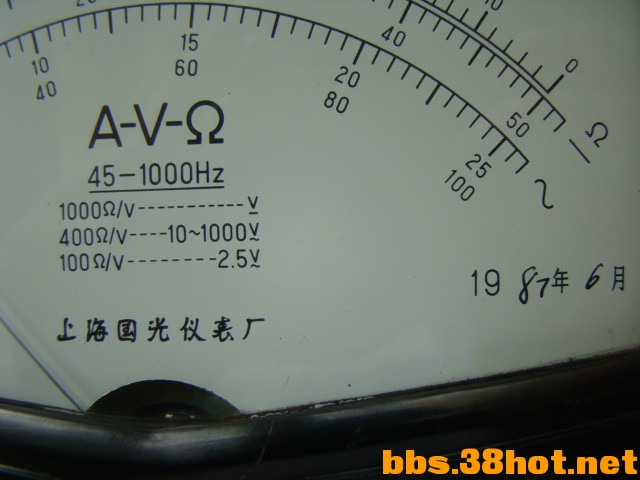 10 0
40 50 Ω
10 15 20 25
40 60 80 100 ~
A-V-Ω
45-1000Hz
1000Ω/V-----------V
400Ω/V----10~1000V
100Ω/V--------2.5V
1987年6月
上海国光仪表厂
bbs.38hot.net